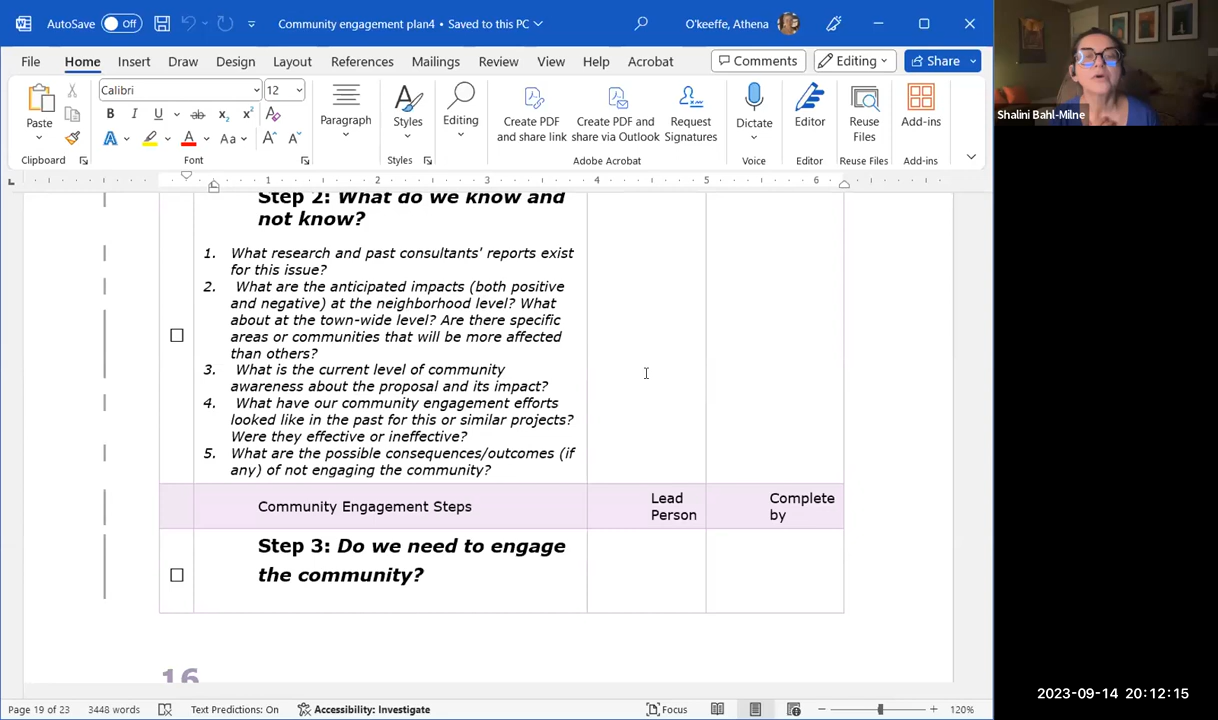 AutoSave Off Community engagement plan4 • Saved to this PC O'keeffe, Athena
File Home Insert Draw Design Layout References Mailings Review View Help Acrobat Comments Editing Share
Calibri 12
B I U ab x₂ x²
A A Aa A A
Paste Paragraph Styles Editing Create PDF and share link Create PDF and share via Outlook Request Signatures Dictate Editor Reuse Files Add-ins
Clipboard Font Styles Adobe Acrobat Voice Editor Reuse Files Add-ins
Shalini Bahl-Milne
1 2 3 4 5 6
Step 2: What do we know and
not know?
1. What research and past consultants' reports exist
for this issue?
2. What are the anticipated impacts (both positive
and negative) at the neighborhood level? What
about at the town-wide level? Are there specific
areas or communities that will be more affected
than others?
3. What is the current level of community
awareness about the proposal and its impact?
4. What have our community engagement efforts
looked like in the past for this or similar projects?
Were they effective or ineffective?
5. What are the possible consequences/outcomes (if
any) of not engaging the community?
Community Engagement Steps
Lead
Person
Complete
by
Step 3: Do we need to engage
the community?
16
2023-09-14 20:12:15
Page 19 of 23 3448 words Text Predictions: On Accessibility: Investigate Focus 120%